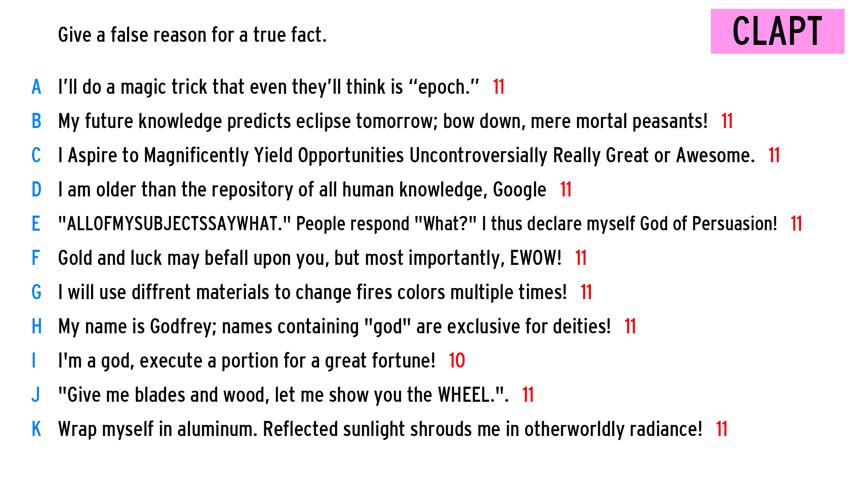 Give a false reason for a true fact.
CLAPT
A I'll do a magic trick that even they'll think is “epoch.” 11
B My future knowledge predicts eclipse tomorrow; bow down, mere mortal peasants! 11
C I Aspire to Magnificently Yield Opportunities Uncontroversially Really Great or Awesome. 11
D I am older than the repository of all human knowledge, Google 11
E "ALLOFMYSUBJECTSSAYWHAT." People respond "What?" I thus declare myself God of Persuasion! 11
F Gold and luck may befall upon you, but most importantly, EWOW! 11
G I will use diffrent materials to change fires colors multiple times! 11
H My name is Godfrey; names containing "god" are exclusive for deities! 11
I I'm a god, execute a portion for a great fortune! 10
J "Give me blades and wood, let me show you the WHEEL.". 11
K Wrap myself in aluminum. Reflected sunlight shrouds me in otherworldly radiance! 11